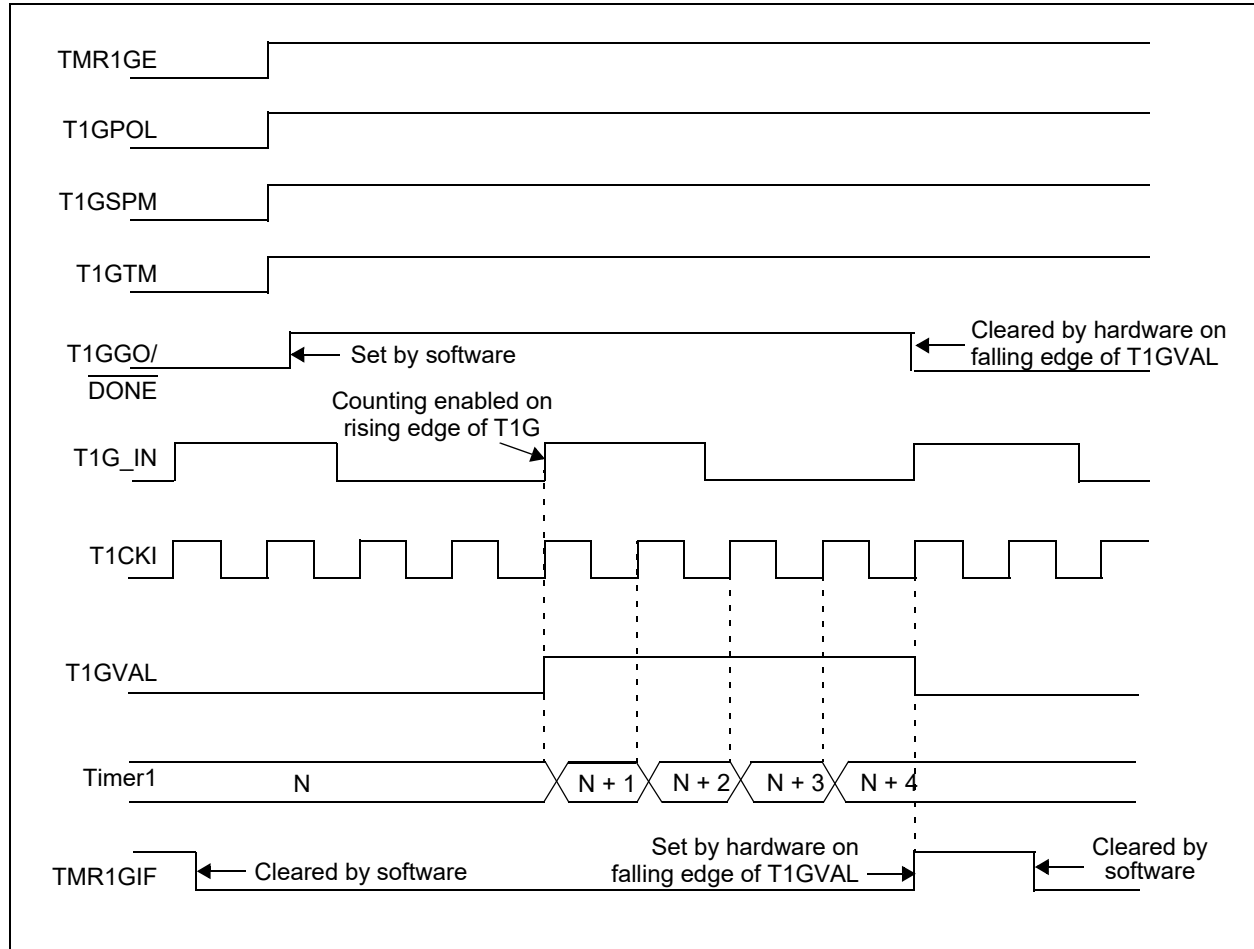 TMR1GE
T1GPOL
T1GSPM
T1GTM
T1GGO/
DONE
Set by software
Cleared by hardware on
falling edge of T1GVAL
Counting enabled on
rising edge of T1G
T1G_IN
T1CKI
T1GVAL
Timer1
N
N + 1
N + 2
N + 3
N + 4
TMR1GIF
Cleared by software
Set by hardware on
falling edge of T1GVAL
Cleared by
software